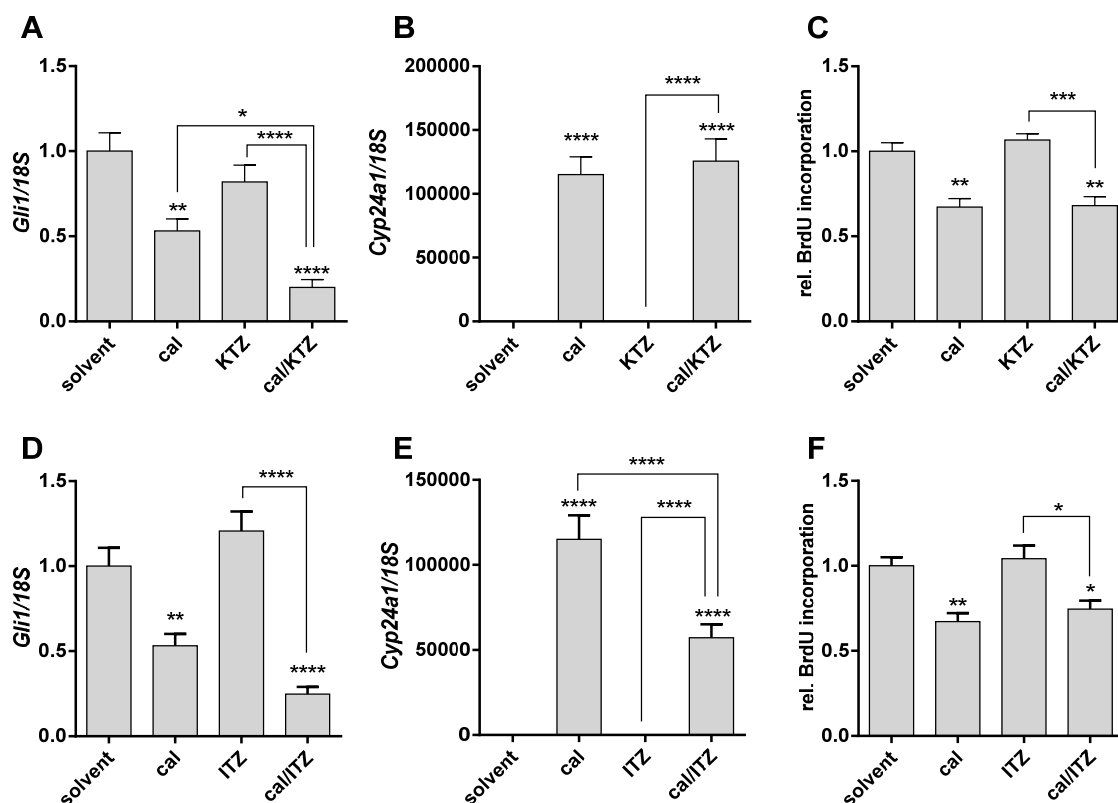 A
Gli1/18S
1.5
1.0
0.5
0.0
*
****
**
****
solvent
cal
KTZ
cal/KTZ
B
Cyp24a1/18S
200000
150000
100000
50000
0
****
****
****
solvent
cal
KTZ
cal/KTZ
C
rel. BrdU incorporation
1.5
1.0
0.5
0.0
***
**
**
solvent
cal
KTZ
cal/KTZ
D
Gli1/18S
1.5
1.0
0.5
0.0
****
**
****
solvent
cal
ITZ
cal/ITZ
E
Cyp24a1/18S
150000
100000
50000
0
****
****
****
****
solvent
cal
ITZ
cal/ITZ
F
rel. BrdU incorporation
1.5
1.0
0.5
0.0
*
**
*
solvent
cal
ITZ
cal/ITZ